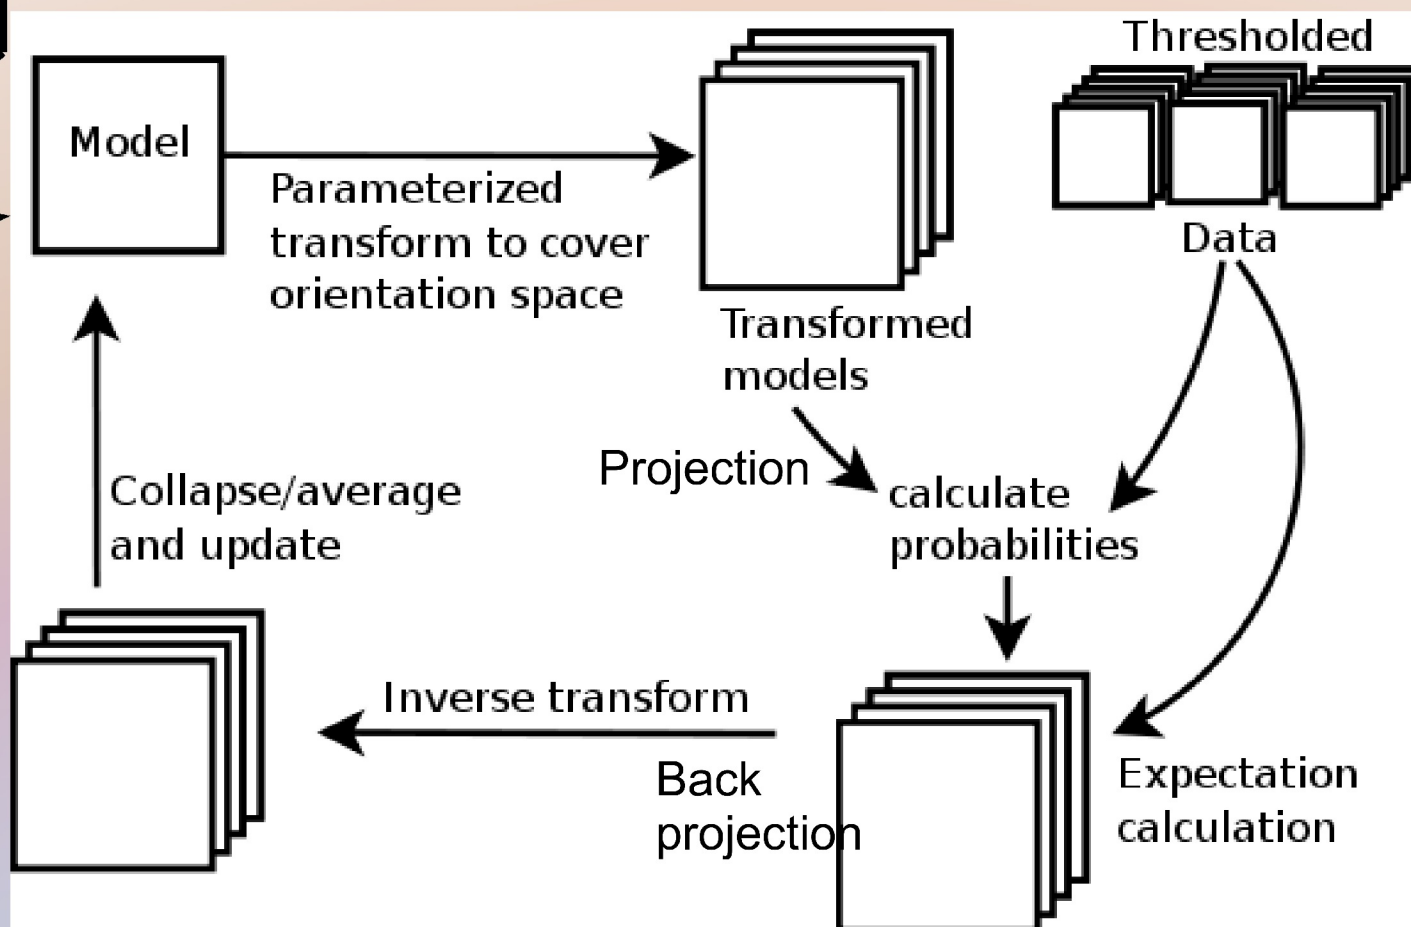 Model
Parameterized
transform to cover
orientation space
Transformed
models
Thresholded
Data
Projection
calculate
probabilities
Expectation
calculation
Inverse transform
Back
projection
Collapse/average
and update